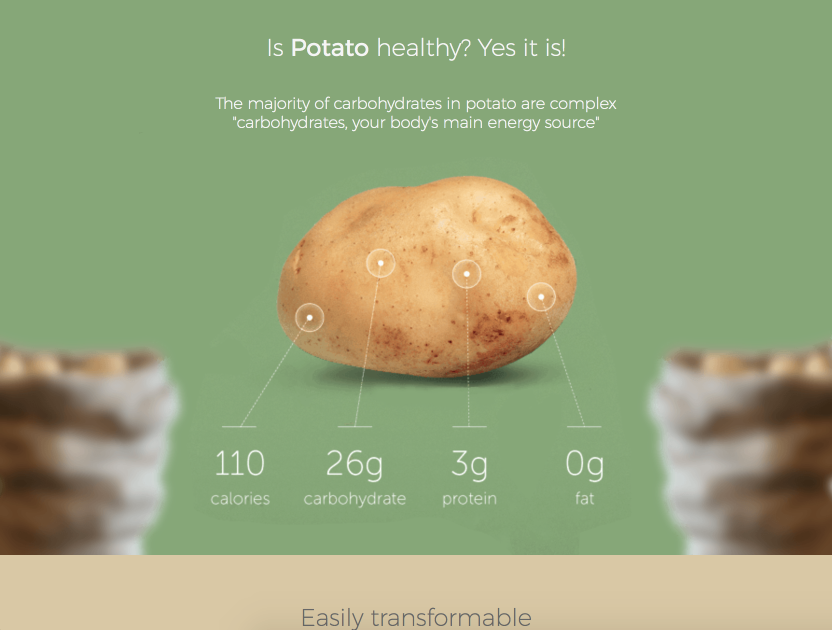 Is Potato healthy? Yes it is!
The majority of carbohydrates in potato are complex
"carbohydrates, your body's main energy source"
110 26g 3g 0g
calories carbohydrate protein fat
Easily transformable